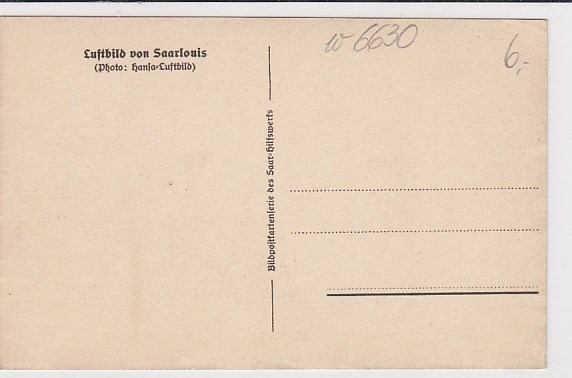 Luftbild von Saarlouis
(Photo: Hansa-Luftbild)
Bildpostkartenserie des Saar-Hilfswerks
w 6630
6,-